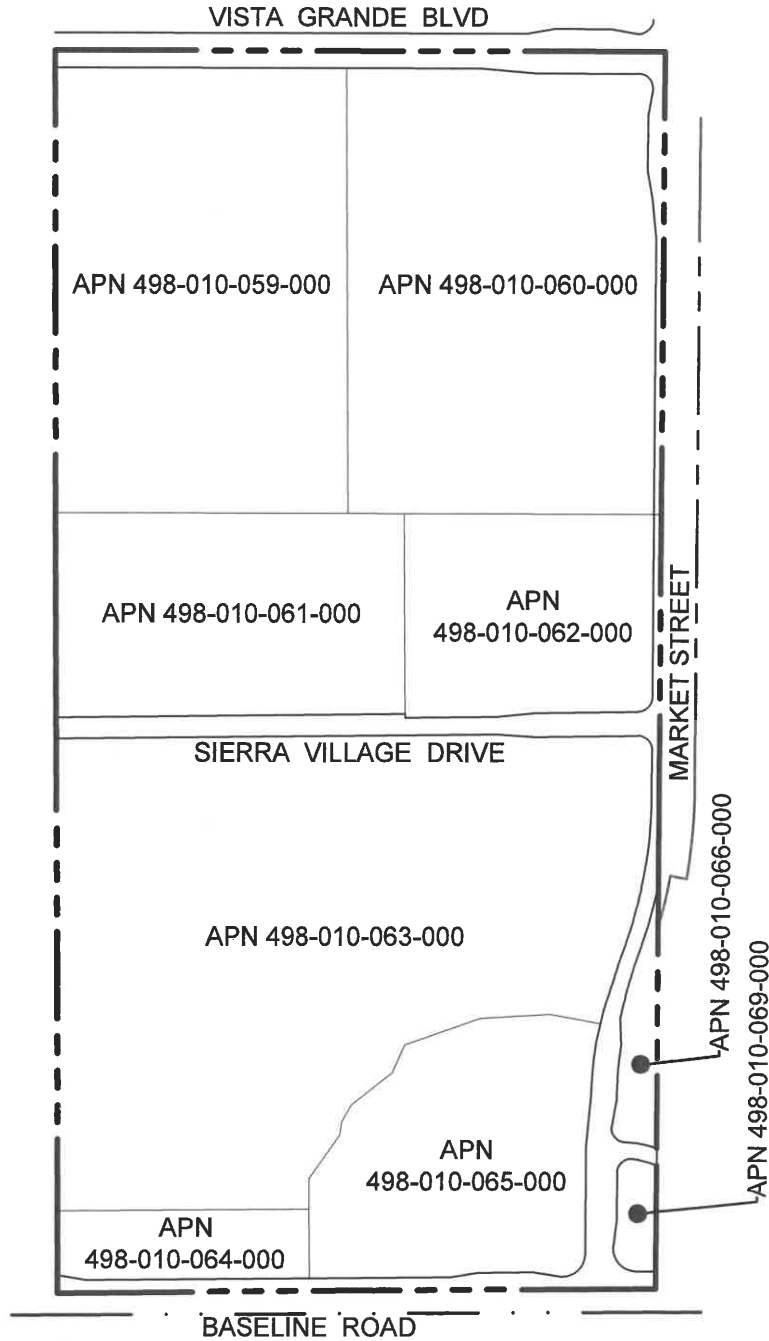 VISTA GRANDE BLVD
APN 498-010-059-000
APN 498-010-060-000
APN 498-010-061-000
APN
498-010-062-000
MARKET STREET
SIERRA VILLAGE DRIVE
APN 498-010-063-000
APN 498-010-066-000
APN 498-010-069-000
APN
498-010-065-000
APN
498-010-064-000
BASELINE ROAD